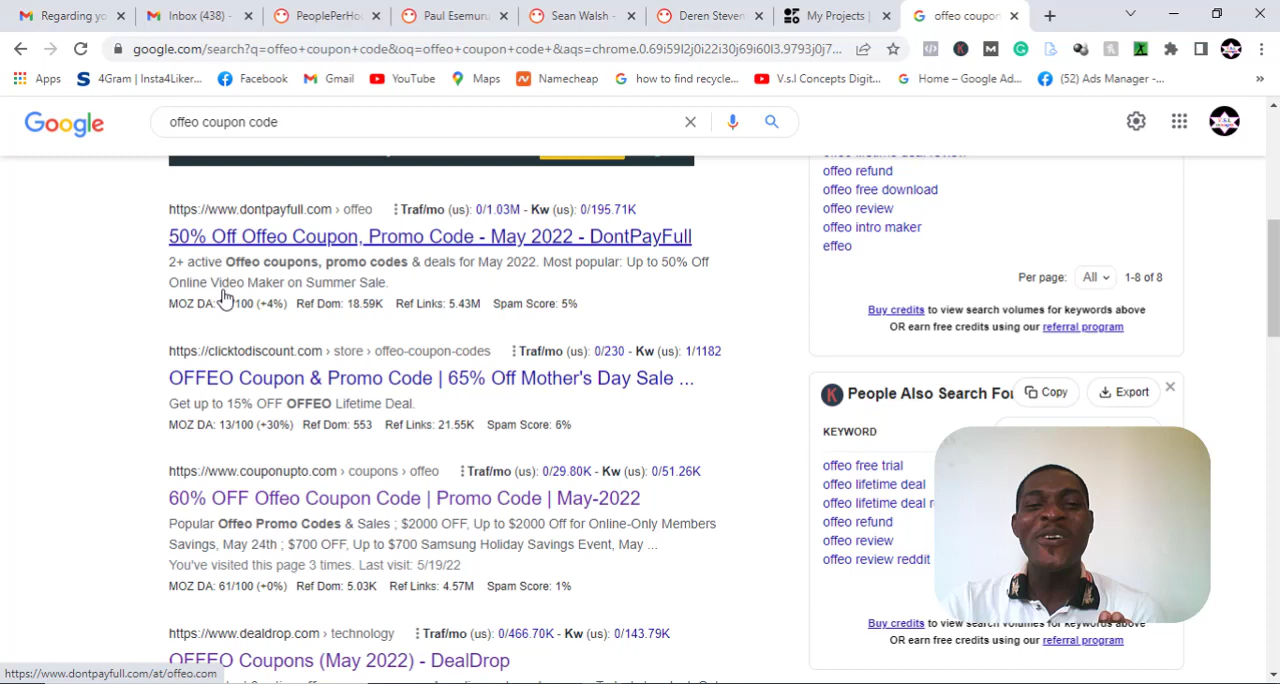 Regarding yo
Inbox (438) -
PeoplePerHo
Paul Esemuru
Sean Walsh -
Deren Steven
My Projects |
offeo coupon
google.com/search?q=offeo+coupon+code&oq=offeo+coupon+code+&aqs=chrome.0.69i59l2j0i22i30j69i60l3.9793j0j7...
Apps
4Gram | Insta4Liker...
Facebook
Gmail
YouTube
Maps
Namecheap
how to find recycle...
V.s.l Concepts Digit...
Home – Google Ad...
(52) Ads Manager -...
»
Google
offeo coupon code
https://www.dontpayfull.com › offeo
Traf/mo (us): 0/1.03M - Kw (us): 0/195.71K
50% Off Offeo Coupon, Promo Code - May 2022 - DontPayFull
2+ active Offeo coupons, promo codes & deals for May 2022. Most popular: Up to 50% Off
Online Video Maker on Summer Sale.
MOZ DA: /100 (+4%) Ref Dom: 18.59K Ref Links: 5.43M Spam Score: 5%
https://clicktodiscount.com › store › offeo-coupon-codes
Traf/mo (us): 0/230 - Kw (us): 1/1182
OFFEO Coupon & Promo Code | 65% Off Mother's Day Sale ...
Get up to 15% OFF OFFEO Lifetime Deal.
MOZ DA: 13/100 (+30%) Ref Dom: 553 Ref Links: 21.55K Spam Score: 6%
https://www.couponupto.com › coupons › offeo
Traf/mo (us): 0/29.80K - Kw (us): 0/51.26K
60% OFF Offeo Coupon Code | Promo Code | May-2022
Popular Offeo Promo Codes & Sales ; $2000 OFF, Up to $2000 Off for Online-Only Members
Savings, May 24th ; $700 OFF, Up to $700 Samsung Holiday Savings Event, May ...
You've visited this page 3 times. Last visit: 5/19/22
MOZ DA: 61/100 (+0%) Ref Dom: 5.03K Ref Links: 4.57M Spam Score: 1%
https://www.dealdrop.com › technology
Traf/mo (us): 0/466.70K - Kw (us): 0/143.79K
OFFEO Coupons (May 2022) - DealDrop
https://www.dontpayfull.com/at/offeo.com
offeo lifetime deal review
offeo refund
offeo free download
offeo review
offeo intro maker
effeo
Per page: All 1-8 of 8
Buy credits to view search volumes for keywords above
OR earn free credits using our referral program
People Also Search For
Copy
Export
KEYWORD
offeo free trial
offeo lifetime deal
offeo lifetime deal r
offeo refund
offeo review
offeo review reddit
Buy credits to view search volumes for keywords above
OR earn free credits using our referral program